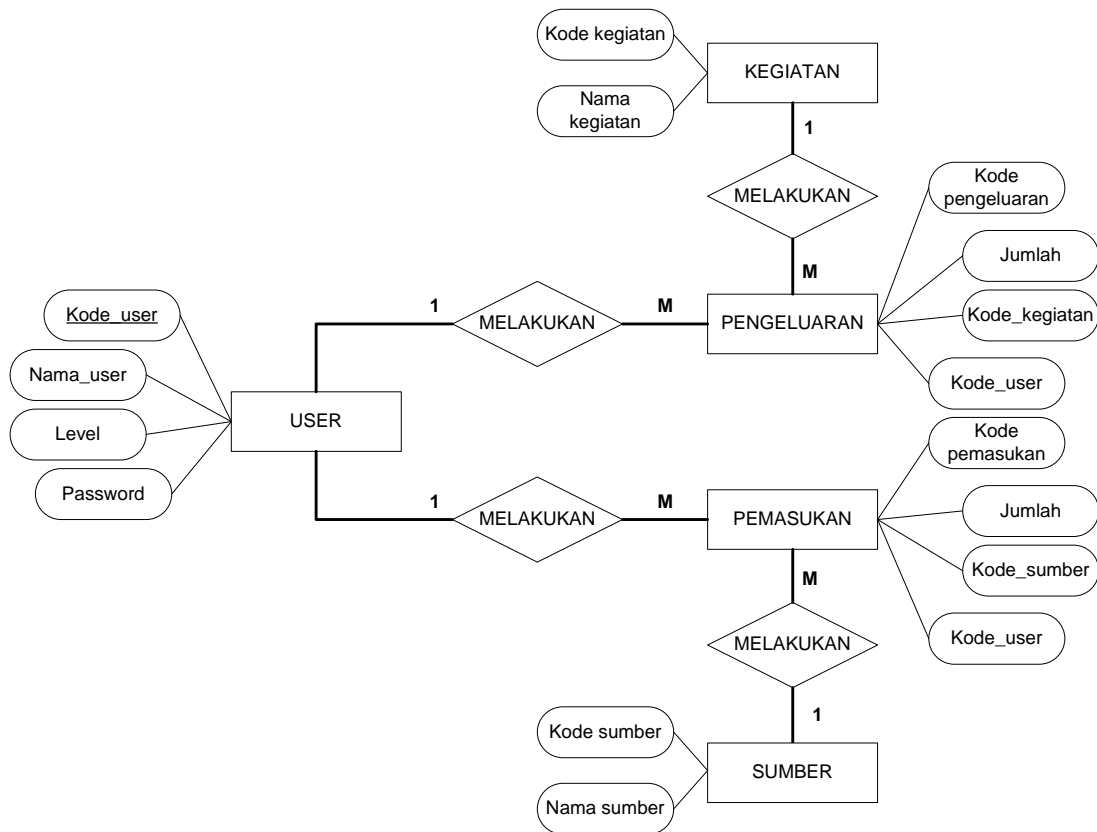 Kode kegiatan
KEGIATAN
Nama
kegiatan
1
MELAKUKAN
Kode
pengeluaran
M
Jumlah
Kode_user
1
MELAKUKAN
M
PENGELUARAN
Kode_kegiatan
Nama_user
Kode_user
USER
Level
Kode
pemasukan
Password
1
MELAKUKAN
M
PEMASUKAN
Jumlah
M
Kode_sumber
MELAKUKAN
Kode_user
1
Kode sumber
SUMBER
Nama sumber